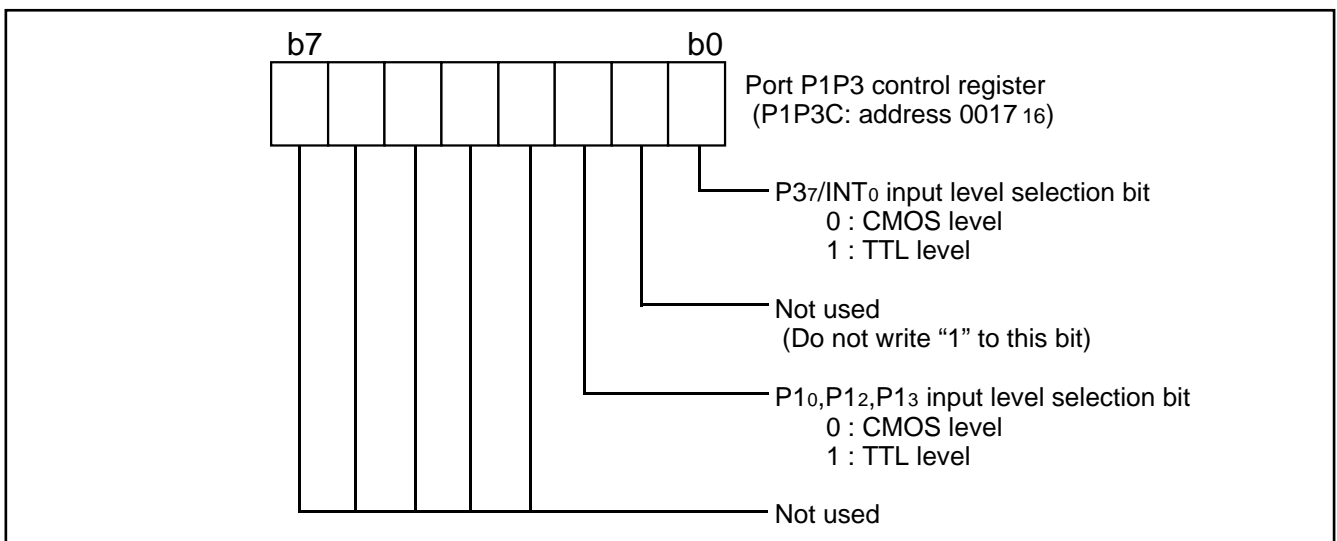 b7 b0
Port P1P3 control register
(P1P3C: address 0017 16)
P37/INT0 input level selection bit
0 : CMOS level
1 : TTL level
Not used
(Do not write “1” to this bit)
P10,P12,P13 input level selection bit
0 : CMOS level
1 : TTL level
Not used